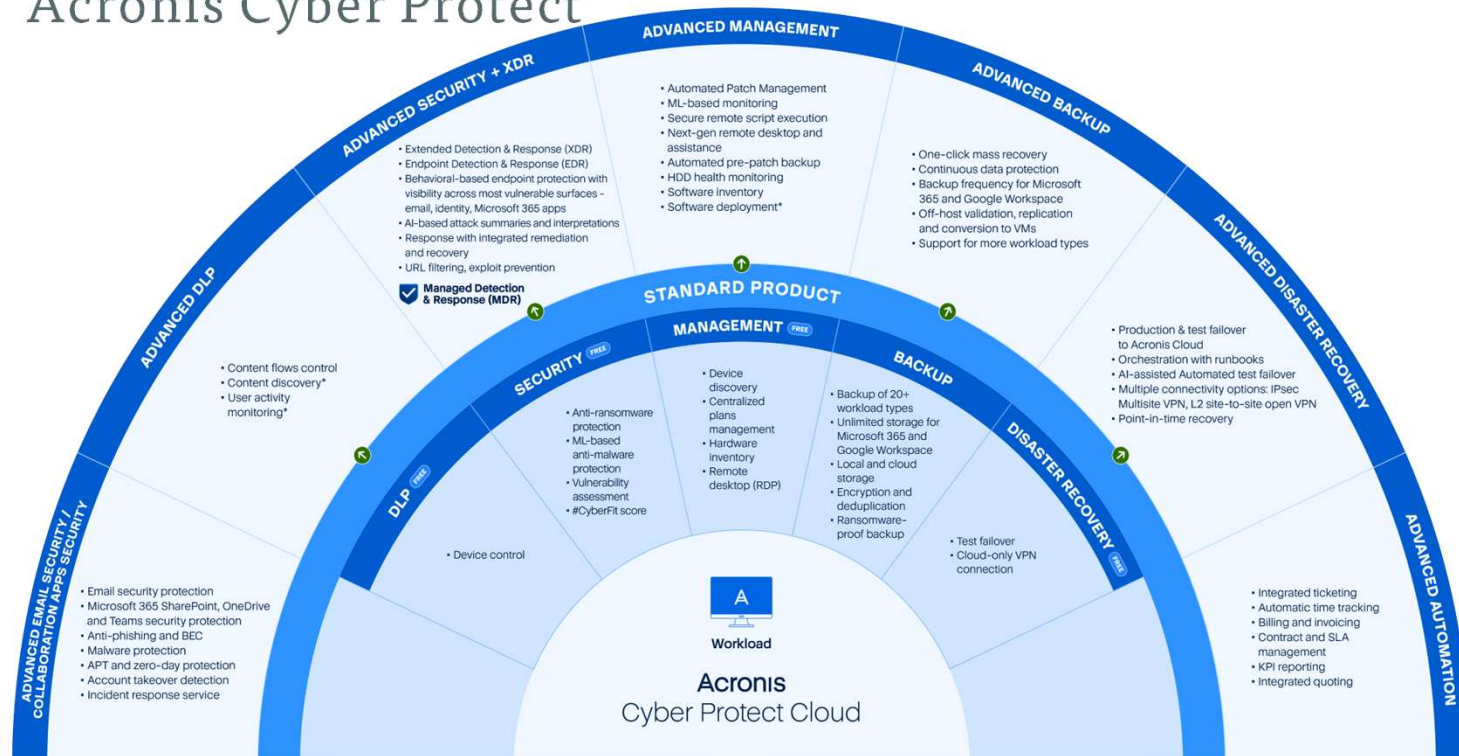 Acronis Cyber Protect
ADVANCED EMAIL SECURITY /
COLLABORATION APPS SECURITY
• Email security protection
• Microsoft 365 SharePoint, OneDrive
and Teams security protection
• Anti-phishing and BEC
• Malware protection
• APT and zero-day protection
• Account takeover detection
• Incident response service
ADVANCED DLP
• Content flows control
• Content discovery*
• User activity
monitoring*
ADVANCED SECURITY + XDR
• Extended Detection & Response (XDR)
• Endpoint Detection & Response (EDR)
• Behavioral-based endpoint protection with
visibility across most vulnerable surfaces -
email, identity, Microsoft 365 apps
• AI-based attack summaries and interpretations
• Response with integrated remediation
and recovery
• URL filtering, exploit prevention
Managed Detection
& Response (MDR)
ADVANCED MANAGEMENT
• Automated Patch Management
• ML-based monitoring
• Secure remote script execution
• Next-gen remote desktop and
assistance
• Automated pre-patch backup
• HDD health monitoring
• Software inventory
• Software deployment*
ADVANCED BACKUP
• One-click mass recovery
• Continuous data protection
• Backup frequency for Microsoft
365 and Google Workspace
• Off-host validation, replication
and conversion to VMs
• Support for more workload types
ADVANCED DISASTER RECOVERY
• Production & test failover
to Acronis Cloud
• Orchestration with runbooks
• AI-assisted Automated test failover
• Multiple connectivity options: IPsec
Multisite VPN, L2 site-to-site open VPN
• Point-in-time recovery
ADVANCED AUTOMATION
• Integrated ticketing
• Automatic time tracking
• Billing and invoicing
• Contract and SLA
management
• KPI reporting
• Integrated quoting
STANDARD PRODUCT
DLP FREE
• Device control
SECURITY FREE
• Anti-ransomware
protection
• ML-based
anti-malware
protection
• Vulnerability
assessment
• #CyberFit score
MANAGEMENT FREE
• Device
discovery
• Centralized
plans
management
• Hardware
inventory
• Remote
desktop (RDP)
BACKUP
• Backup of 20+
workload types
• Unlimited storage for
Microsoft 365 and
Google Workspace
• Local and cloud
storage
• Encryption and
deduplication
• Ransomware-
proof backup
DISASTER RECOVERY FREE
• Test failover
• Cloud-only VPN
connection
A
Workload
Acronis
Cyber Protect Cloud